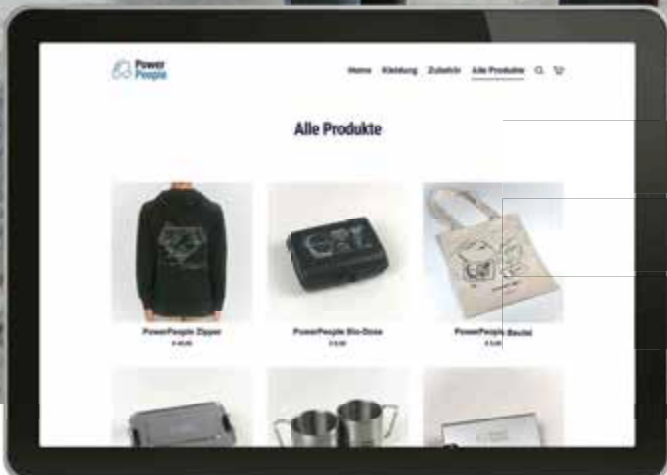 Power
People
Home Kleidung Zubehör Alle Produkte
Alle Produkte
PowerPeople Zipper
PowerPeople Bio-Dose
PowerPeople Beutel